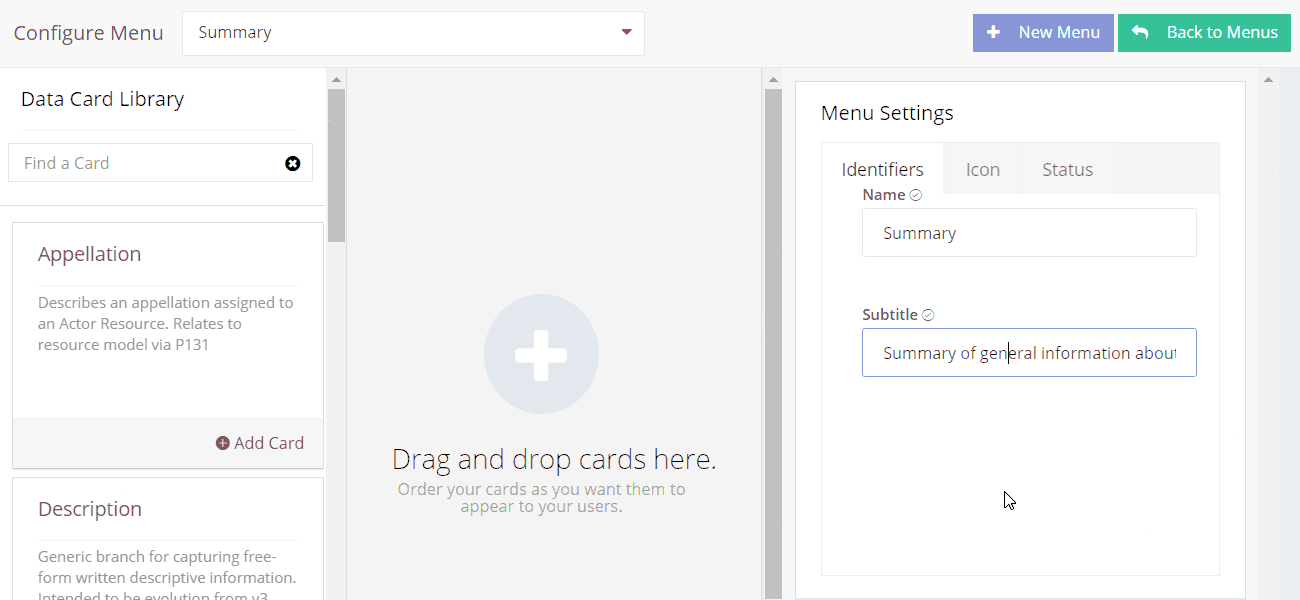 Configure Menu
Summary
New Menu
Back to Menus
Data Card Library
Find a Card
Appellation
Describes an appellation assigned to
an Actor Resource. Relates to
resource model via P131
Add Card
Description
Generic branch for capturing free-
form written descriptive information.
Intended to be evolution from v3
Drag and drop cards here.
Order your cards as you want them to
appear to your users.
Menu Settings
Identifiers
Icon
Status
Name
Summary
Subtitle
Summary of general information about